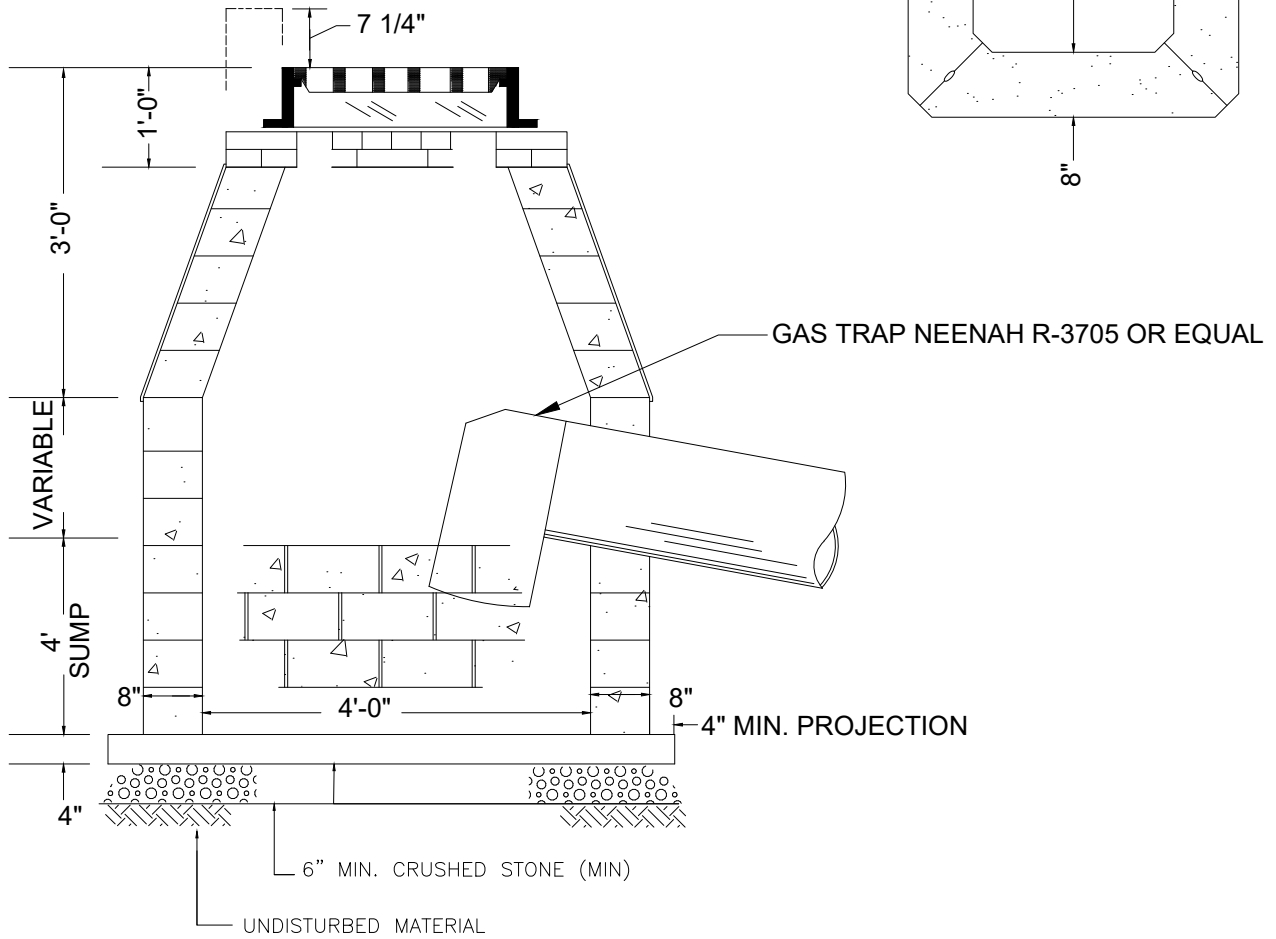 7 1/4"
1'-0"
3'-0"
8"
GAS TRAP NEENAH R-3705 OR EQUAL
VARIABLE
4'
SUMP
8"
4'-0"
8"
4" MIN. PROJECTION
4"
6" MIN. CRUSHED STONE (MIN)
UNDISTURBED MATERIAL